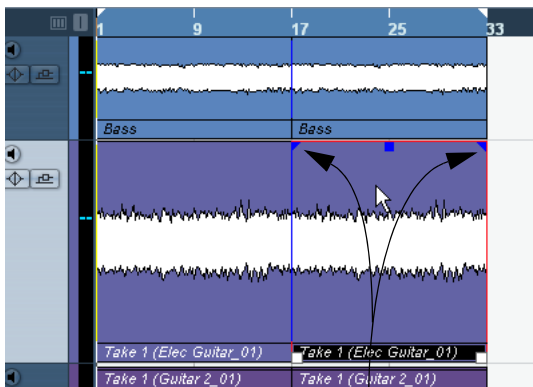 1 9 17 25 33
Bass Bass
Take 1 (Elec Guitar_01) Take 1 (Elec Guitar_01)
Take 1 (Guitar 2_01) Take 1 (Guitar 2_01)